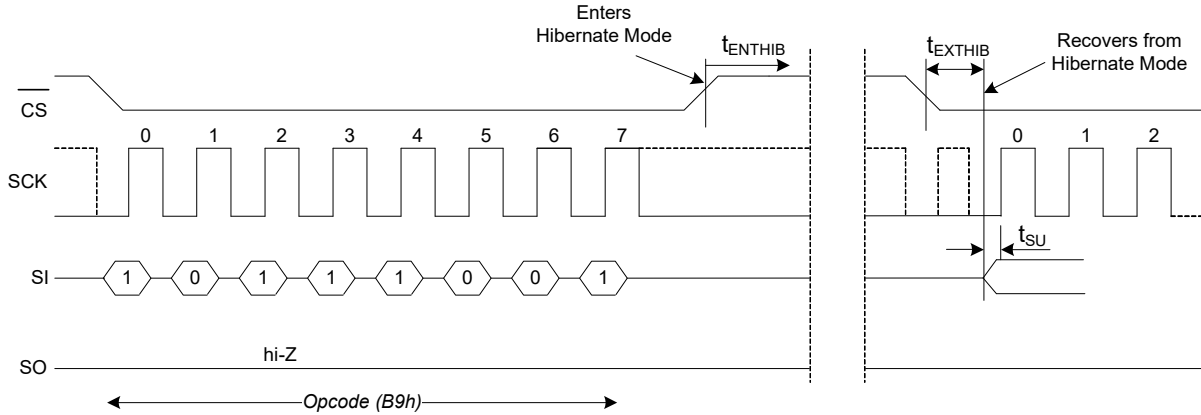 Enters
Hibernate Mode
tENTHIB
tEXTHIB
Recovers from
Hibernate Mode
CS
0 1 2 3 4 5 6 7 0 1 2
SCK
tSU
SI 1 0 1 1 1 0 0 1
hi-Z
SO
Opcode (B9h)